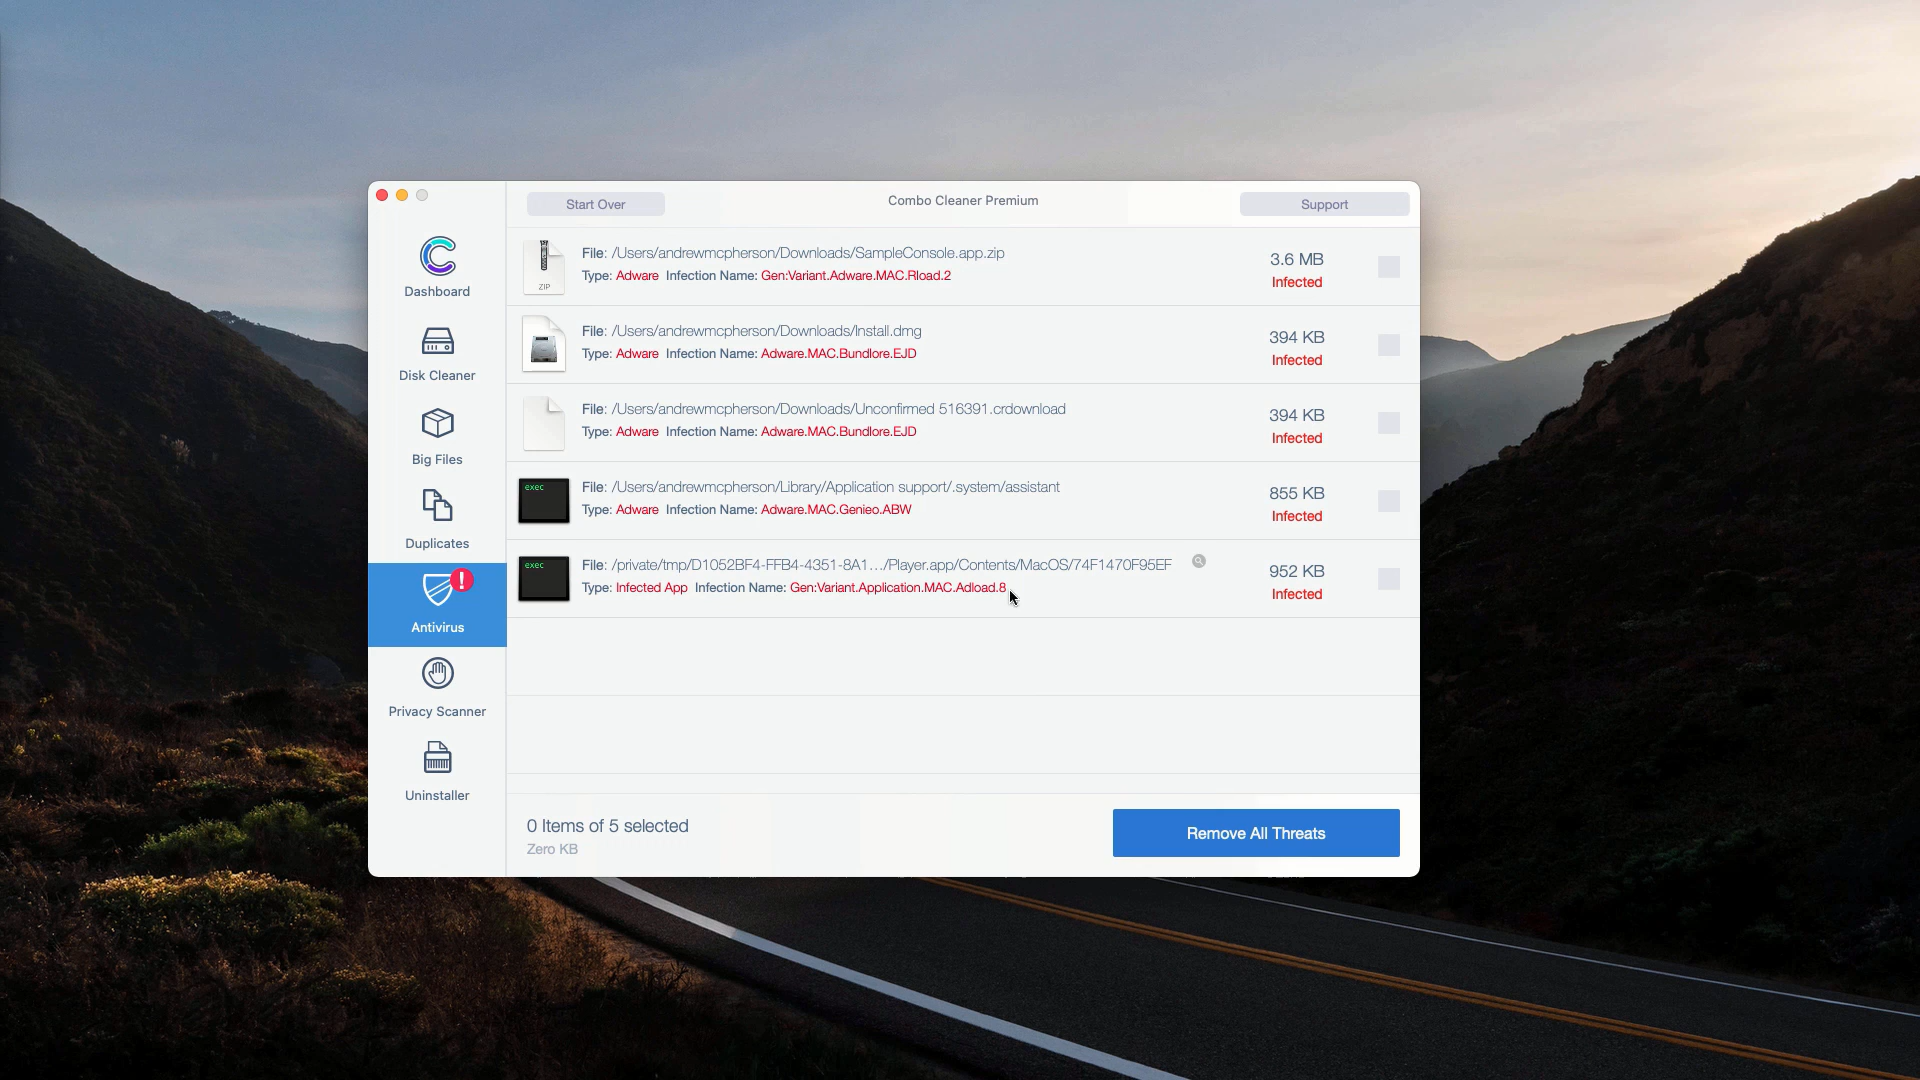 Start Over
Combo Cleaner Premium
Support
Dashboard
Disk Cleaner
Big Files
Duplicates
Antivirus
Privacy Scanner
Uninstaller
ZIP
File: /Users/andrewmcpherson/Downloads/SampleConsole.app.zip
Type: Adware Infection Name: Gen:Variant.Adware.MAC.Rload.2
3.6 MB
Infected
File: /Users/andrewmcpherson/Downloads/Install.dmg
Type: Adware Infection Name: Adware.MAC.Bundlore.EJD
394 KB
Infected
File: /Users/andrewmcpherson/Downloads/Unconfirmed 516391.crdownload
Type: Adware Infection Name: Adware.MAC.Bundlore.EJD
394 KB
Infected
exec
File: /Users/andrewmcpherson/Library/Application support/.system/assistant
Type: Adware Infection Name: Adware.MAC.Genieo.ABW
855 KB
Infected
exec
File: /private/tmp/D1052BF4-FFB4-4351-8A1.../Player.app/Contents/MacOS/74F1470F95EF
Type: Infected App Infection Name: Gen:Variant.Application.MAC.Adload.8
952 KB
Infected
0 Items of 5 selected
Zero KB
Remove All Threats